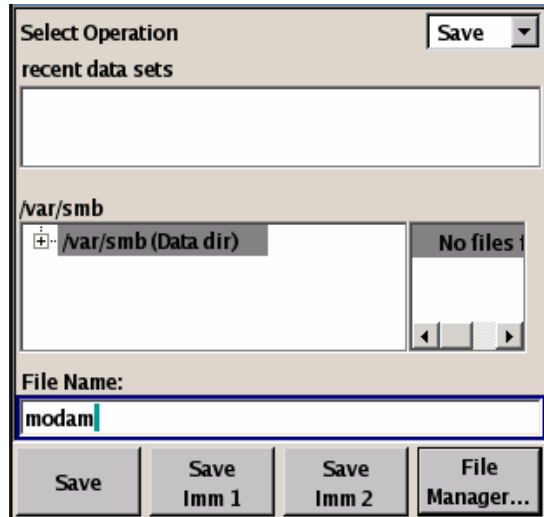 Select Operation Save
recent data sets
/var/smb
/var/smb (Data dir) No files
File Name:
modam
Save Save Imm 1 Save Imm 2 File Manager...